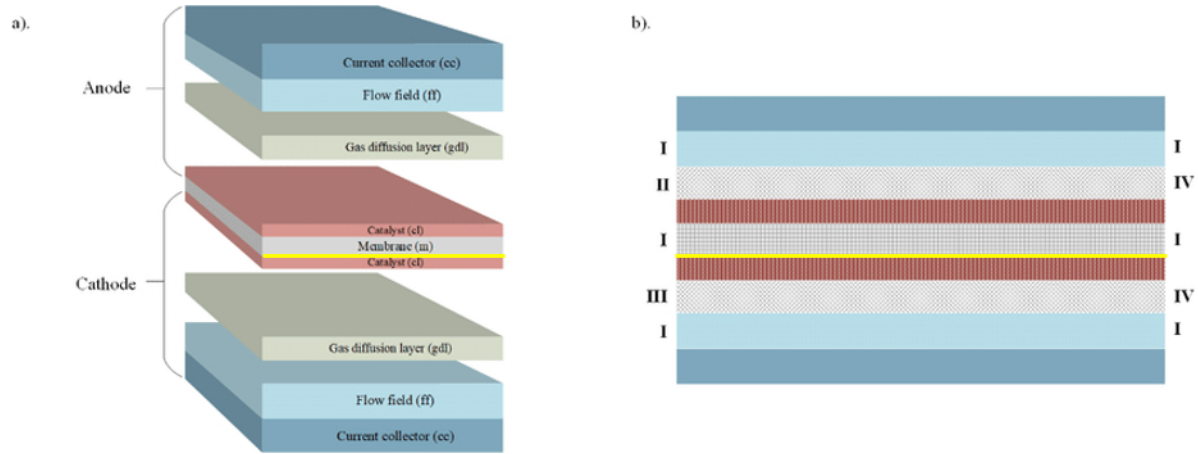 a).
Anode
Cathode
Current collector (cc)
Flow field (ff)
Gas diffusion layer (gdl)
Catalyst (cl)
Membrane (m)
Catalyst (cl)
Gas diffusion layer (gdl)
Flow field (ff)
Current collector (cc)
b).
I I
II IV
I I
III IV
I I